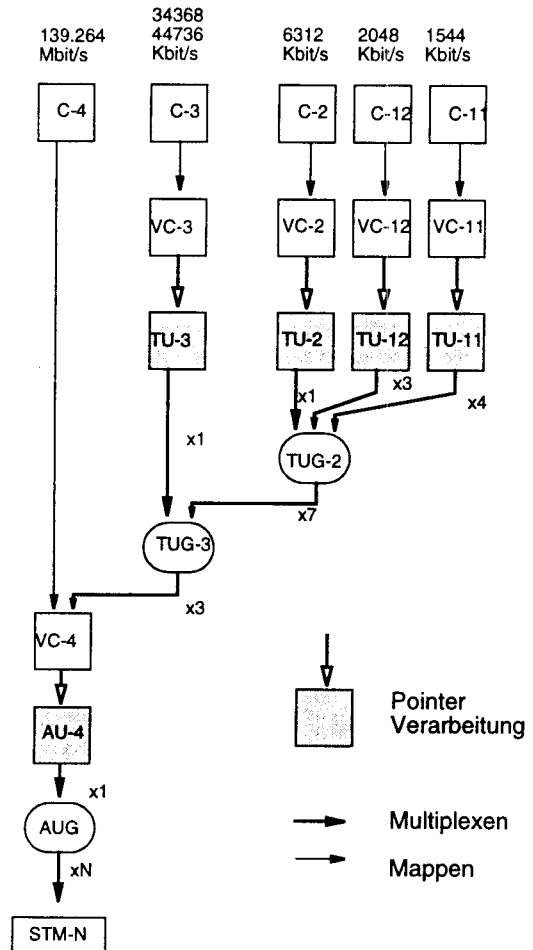 139.264
Mbit/s
34368
44736
Kbit/s
6312
Kbit/s
2048
Kbit/s
1544
Kbit/s
C-4
C-3
C-2
C-12
C-11
VC-3
VC-2
VC-12
VC-11
TU-3
TU-2
TU-12
TU-11
x1
x3
x4
x1
TUG-2
x7
TUG-3
x3
VC-4
AU-4
x1
AUG
xN
STM-N
Pointer
Verarbeitung
Multiplexen
Mappen